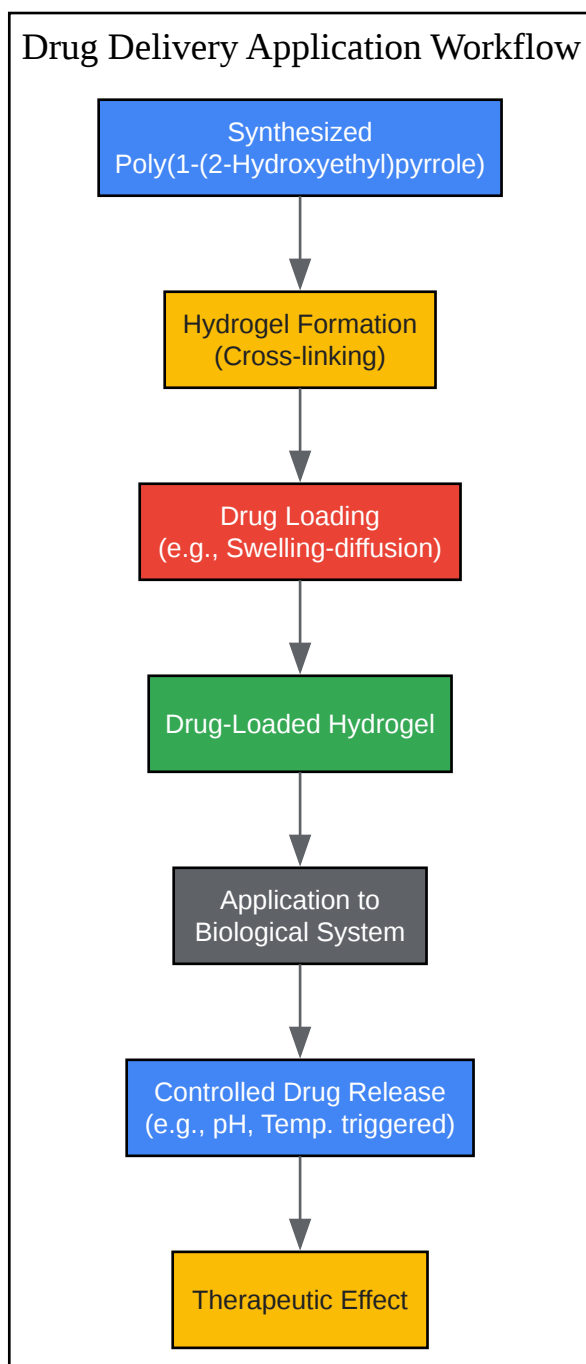 Drug Delivery Application Workflow
Synthesized
Poly(1-(2-Hydroxyethyl)pyrrole)
Hydrogel Formation
(Cross-linking)
Drug Loading
(e.g., Swelling-diffusion)
Drug-Loaded Hydrogel
Application to
Biological System
Controlled Drug Release
(e.g., pH, Temp. triggered)
Therapeutic Effect